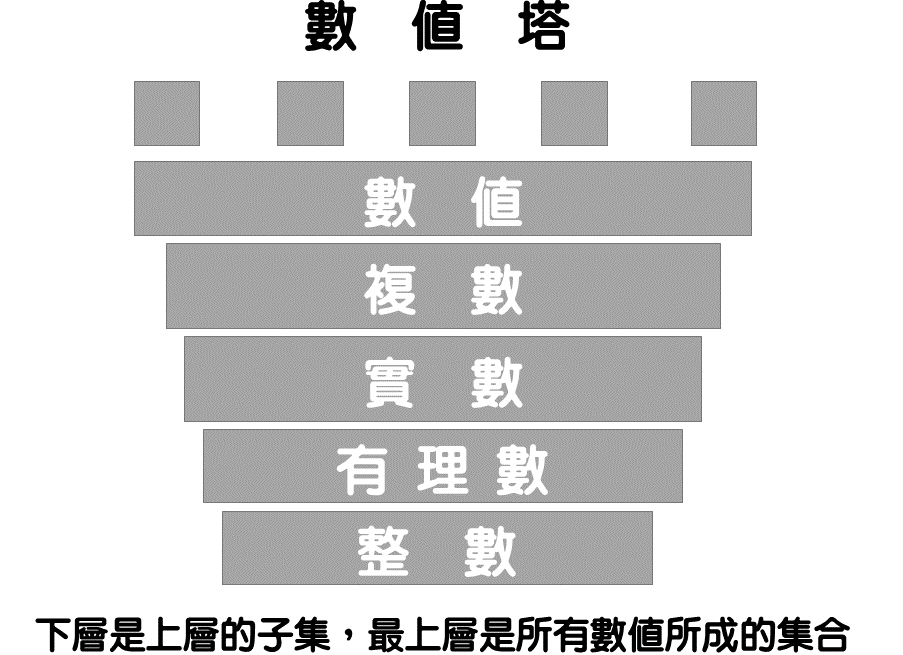 數值塔
數值
複數
實數
有理數
整數
下層是上層的子集，最上層是所有數值所成的集合